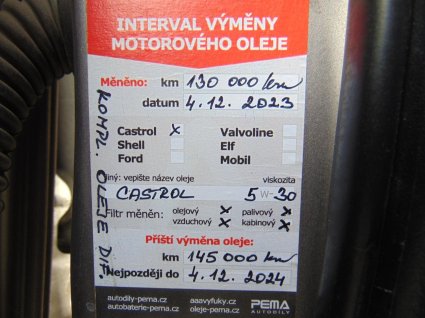 INTERVAL VÝMĚNY
MOTOROVÉHO OLEJE
Měněno: km 130 000 km
datum 4.12.2023
Castrol x Valvoline
Shell Elf
Ford Mobil
Jiný: vepište název oleje viskozita
CASTROL 5 W-30
Filtr měněn: olejový x palivový x
vzduchový x kabinový x
Příští výměna oleje:
km 145 000 km
Nejpozději do 4.12.2024
autodily-pema.cz aaavyfuky.cz
autobaterie-pema.cz oleje-pema.cz
PEMA
AUTODÍLY
KOMPL. OLEJE DIF.